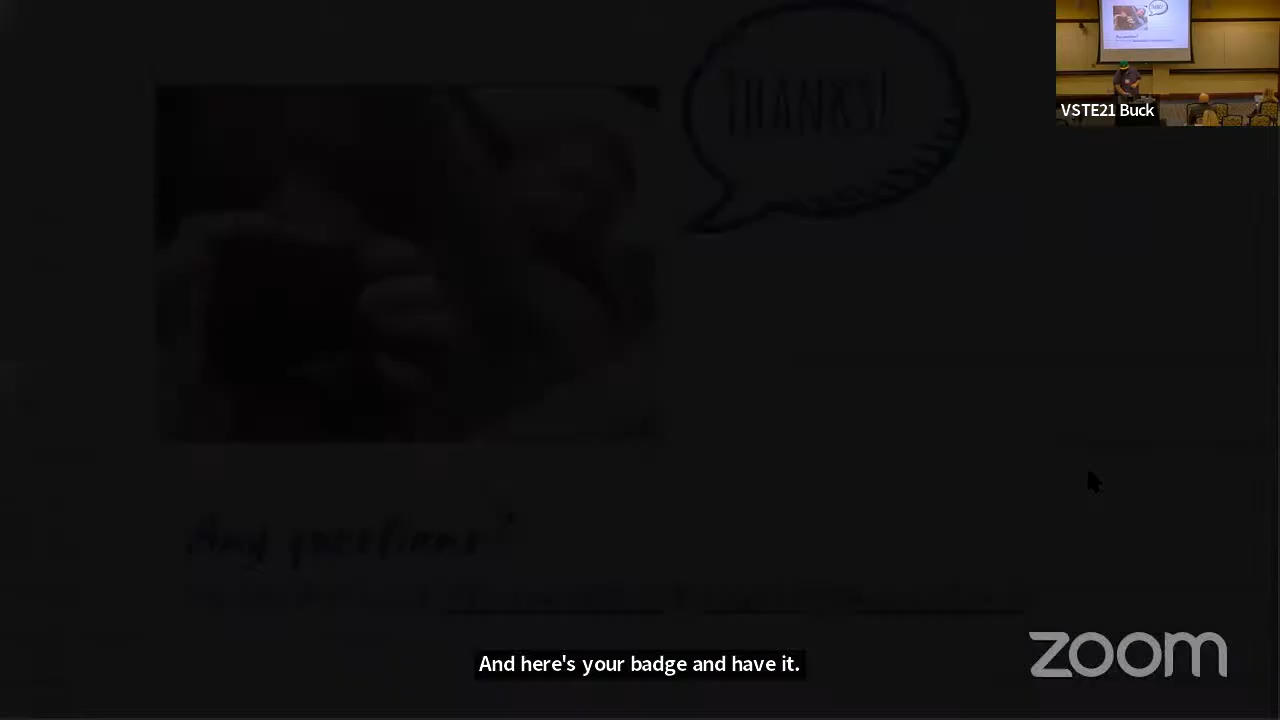 THANKS!
VSTE21 Buck
Any questions?
And here's your badge and have it.
zoom